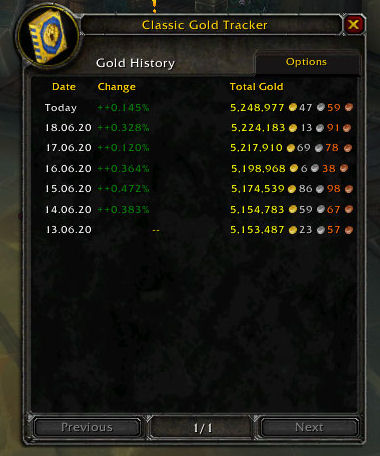 Classic Gold Tracker
Gold History
Options
Date Change Total Gold
Today ++0.145% 5,248,977 47 59
18.06.20 ++0.328% 5,224,183 13 91
17.06.20 ++0.120% 5,217,910 69 78
16.06.20 ++0.364% 5,198,968 6 38
15.06.20 ++0.472% 5,174,539 86 98
14.06.20 ++0.383% 5,154,783 59 67
13.06.20 -- 5,153,487 23 57
Previous 1/1 Next